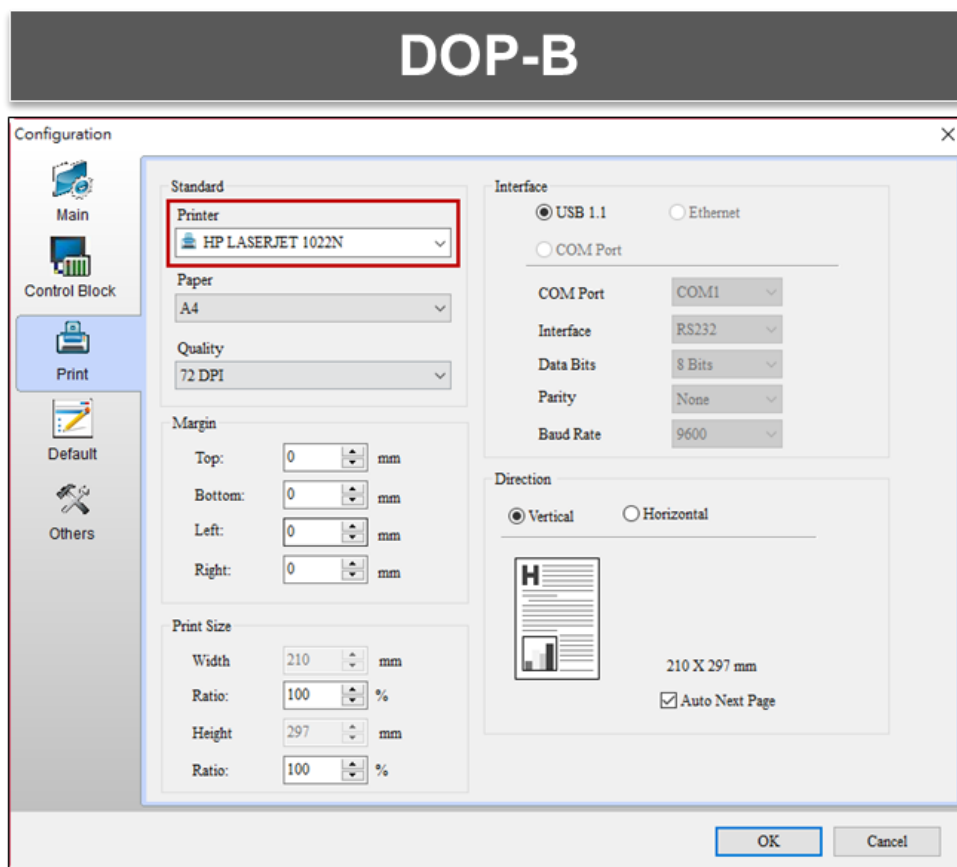 DOP-B
Configuration
Main
Control Block
Print
Default
Others
Standard
Printer
HP LASERJET 1022N
Paper
A4
Quality
72 DPI
Margin
Top: 0 mm
Bottom: 0 mm
Left: 0 mm
Right: 0 mm
Print Size
Width 210 mm
Ratio: 100 %
Height 297 mm
Ratio: 100 %
Interface
USB 1.1 Ethernet
COM Port
COM Port COM1
Interface RS232
Data Bits 8 Bits
Parity None
Baud Rate 9600
Direction
Vertical Horizontal
H
210 X 297 mm
Auto Next Page
OK Cancel